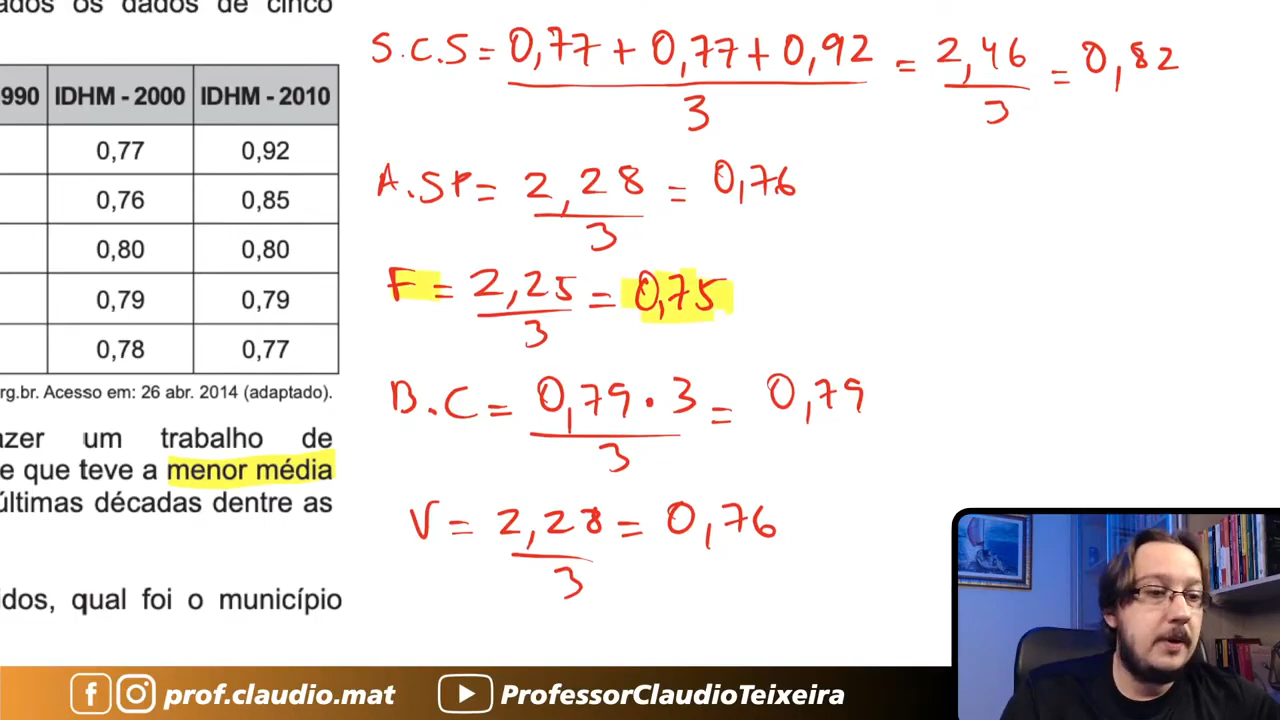 ados os dados de cinco
990 IDHM - 2000 IDHM - 2010
0,77 0,92
0,76 0,85
0,80 0,80
0,79 0,79
0,78 0,77
rg.br. Acesso em: 26 abr. 2014 (adaptado).
azer um trabalho de
e que teve a menor média
últimas décadas dentre as
idos, qual foi o município
S.C.S = 0,77 + 0,77 + 0,92 = 2,46 = 0,82
3 3
A.SP = 2,28 = 0,76
3
F = 2,25 = 0,75
3
B.C = 0,79 . 3 = 0,79
3
V = 2,28 = 0,76
3
prof.claudio.mat ProfessorClaudioTeixeira